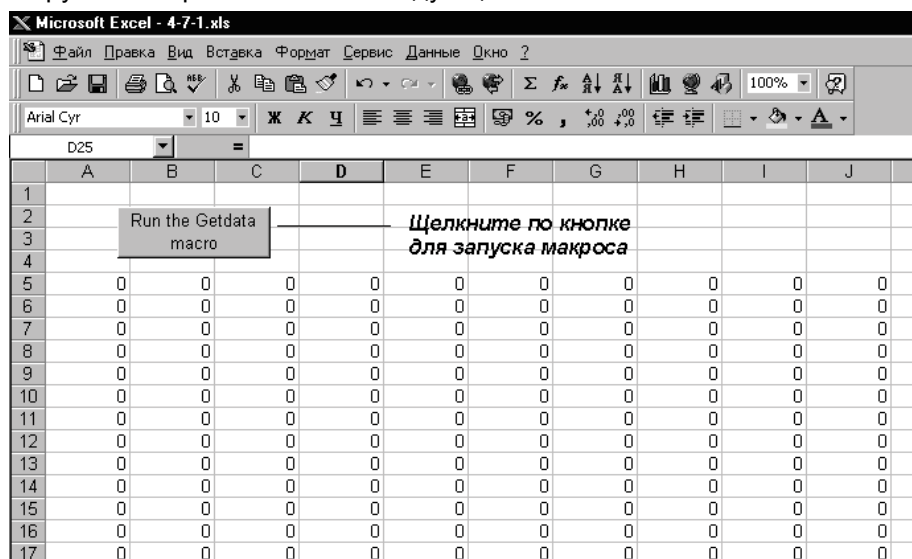 Microsoft Excel - 4-7-1.xls
Файл Правка Вид Вставка Формат Сервис Данные Окно ?
100%
Arial Cyr 10 Ж К Ч % , 
D25 =
A B C D E F G H I J
1
2 Run the Getdata Щелкните по кнопке
3 macro для запуска макроса
4
5 0 0 0 0 0 0 0 0 0 0
6 0 0 0 0 0 0 0 0 0 0
7 0 0 0 0 0 0 0 0 0 0
8 0 0 0 0 0 0 0 0 0 0
9 0 0 0 0 0 0 0 0 0 0
10 0 0 0 0 0 0 0 0 0 0
11 0 0 0 0 0 0 0 0 0 0
12 0 0 0 0 0 0 0 0 0 0
13 0 0 0 0 0 0 0 0 0 0
14 0 0 0 0 0 0 0 0 0 0
15 0 0 0 0 0 0 0 0 0 0
16 0 0 0 0 0 0 0 0 0 0
17 0 0 0 0 0 0 0 0 0 0